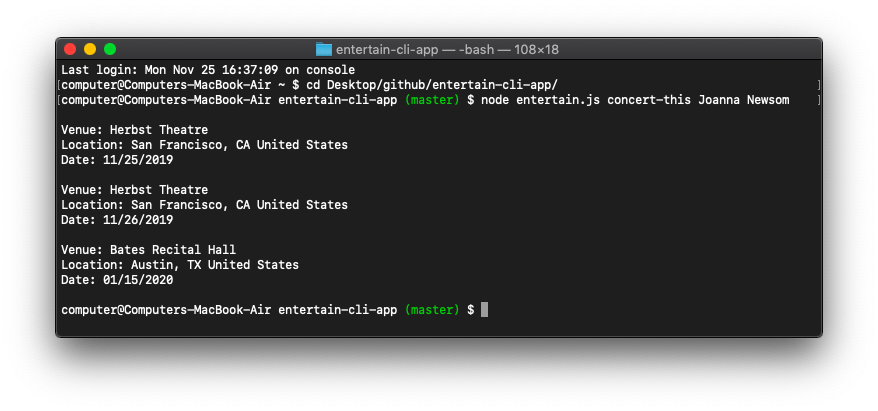 entertain-cli-app — -bash — 108×18
Last login: Mon Nov 25 16:37:09 on console
[computer@Computers-MacBook-Air ~ $ cd Desktop/github/entertain-cli-app/ ]
[computer@Computers-MacBook-Air entertain-cli-app (master) $ node entertain.js concert-this Joanna Newsom ]
Venue: Herbst Theatre
Location: San Francisco, CA United States
Date: 11/25/2019
Venue: Herbst Theatre
Location: San Francisco, CA United States
Date: 11/26/2019
Venue: Bates Recital Hall
Location: Austin, TX United States
Date: 01/15/2020
computer@Computers-MacBook-Air entertain-cli-app (master) $